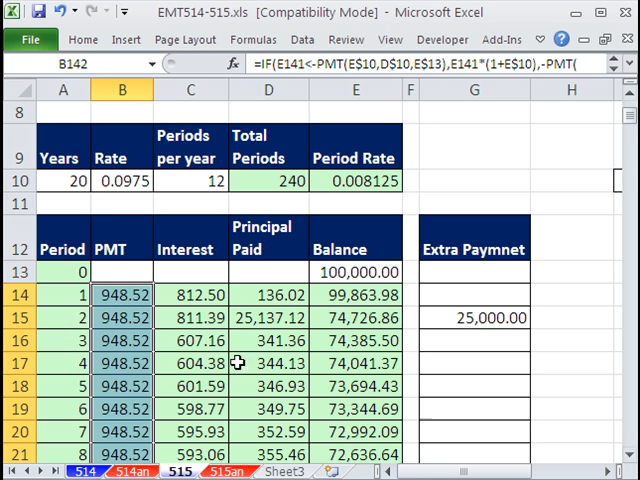 EMT514-515.xls [Compatibility Mode] - Microsoft Excel
File Home Insert Page Layout Formulas Data Review View Developer Add-Ins
B142 fx =IF(E141<-PMT(E$10,D$10,E$13),E141*(1+E$10),-PMT(
A B C D E F G H
8
9 Years Rate Periods per year Total Periods Period Rate
10 20 0.0975 12 240 0.008125
11
12 Period PMT Interest Principal Paid Balance Extra Paymnet
13 0 100,000.00
14 1 948.52 812.50 136.02 99,863.98
15 2 948.52 811.39 25,137.12 74,726.86 25,000.00
16 3 948.52 607.16 341.36 74,385.50
17 4 948.52 604.38 344.13 74,041.37
18 5 948.52 601.59 346.93 73,694.43
19 6 948.52 598.77 349.75 73,344.69
20 7 948.52 595.93 352.59 72,992.09
21 8 948.52 593.06 355.46 72,636.64
514 514an 515 515an Sheet3